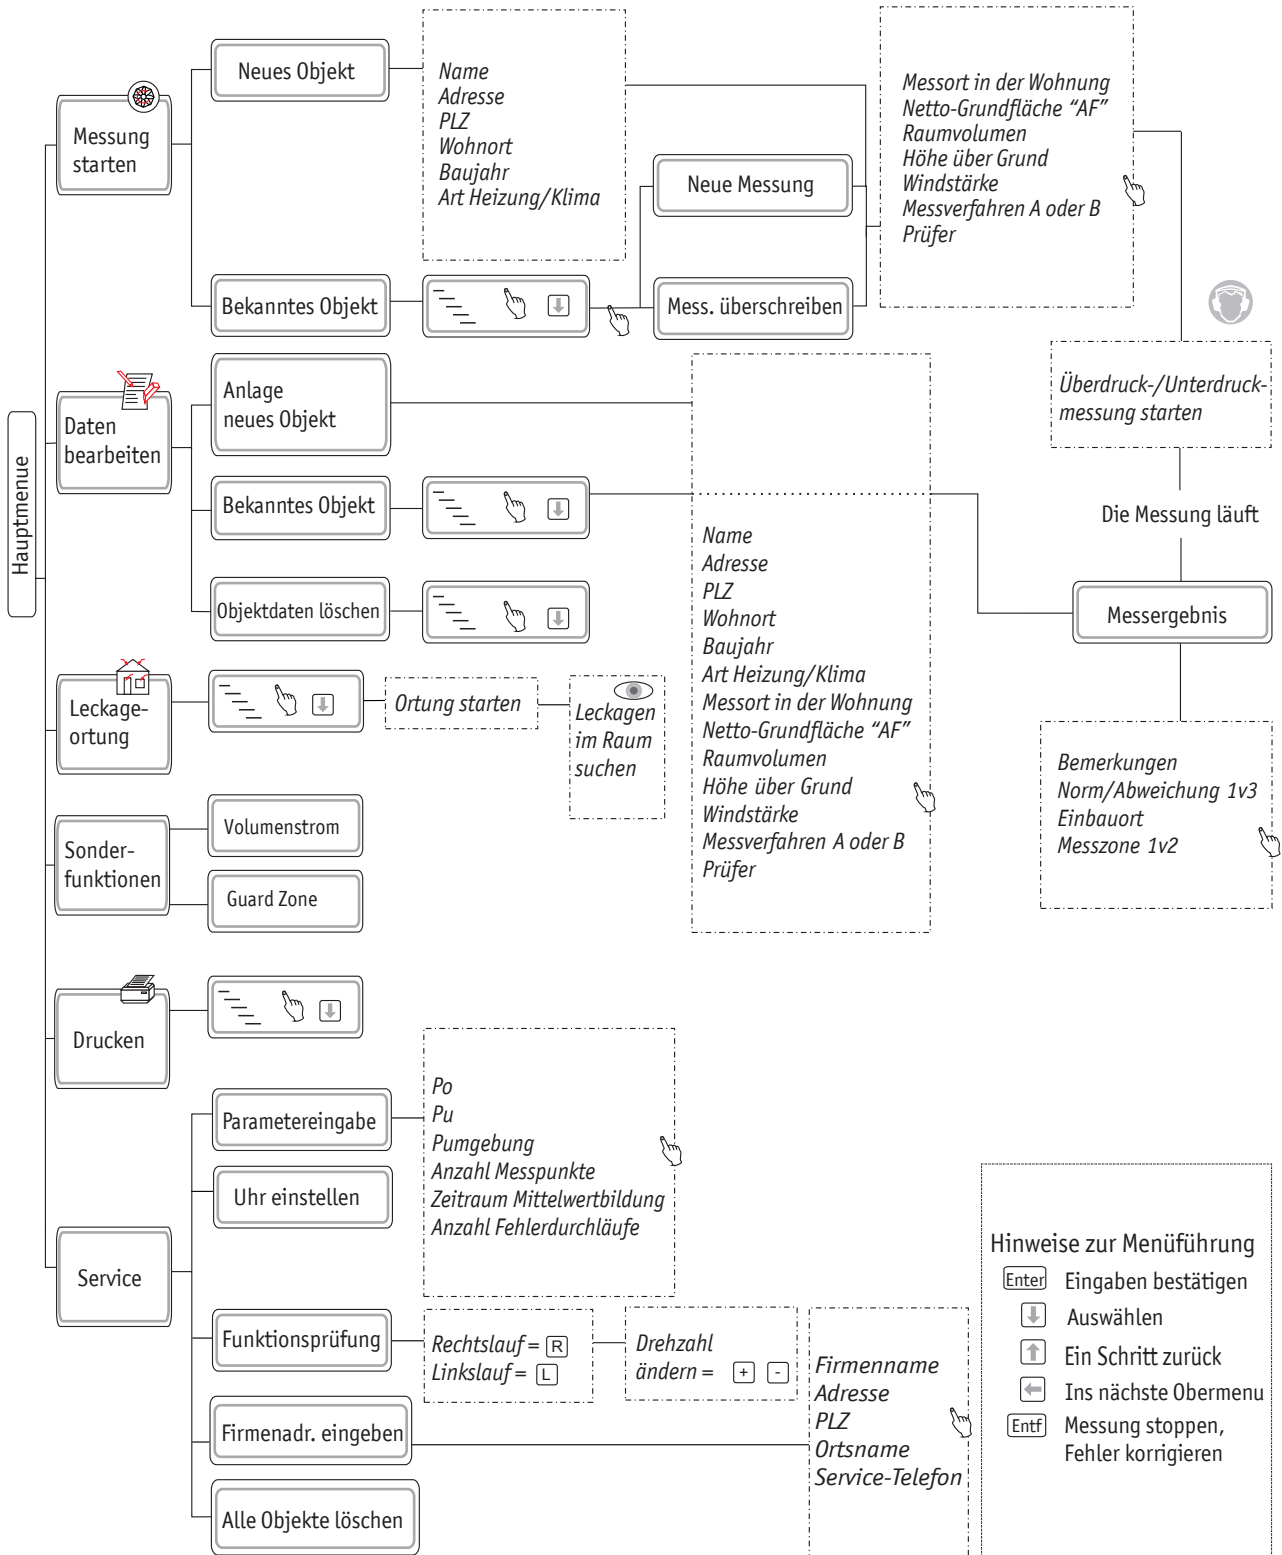 Hauptmenue
Messung
starten
Neues Objekt
Name
Adresse
PLZ
Wohnort
Baujahr
Art Heizung/Klima
Bekanntes Objekt
Neue Messung
Mess. überschreiben
Messort in der Wohnung
Netto-Grundfläche “AF”
Raumvolumen
Höhe über Grund
Windstärke
Messverfahren A oder B
Prüfer
Überdruck-/Unterdruck-
messung starten
Die Messung läuft
Messergebnis
Bemerkungen
Norm/Abweichung 1v3
Einbauort
Messzone 1v2
Daten
bearbeiten
Anlage
neues Objekt
Bekanntes Objekt
Objektdaten löschen
Name
Adresse
PLZ
Wohnort
Baujahr
Art Heizung/Klima
Messort in der Wohnung
Netto-Grundfläche “AF”
Raumvolumen
Höhe über Grund
Windstärke
Messverfahren A oder B
Prüfer
Leckage-
ortung
Ortung starten
Leckagen
im Raum
suchen
Sonder-
funktionen
Volumenstrom
Guard Zone
Drucken
Service
Parametereingabe
Po
Pu
Pumgebung
Anzahl Messpunkte
Zeitraum Mittelwertbildung
Anzahl Fehlerdurchläufe
Uhr einstellen
Funktionsprüfung
Rechtslauf = R
Linkslauf = L
Drehzahl
ändern = + -
Firmenadr. eingeben
Firmenname
Adresse
PLZ
Ortsname
Service-Telefon
Alle Objekte löschen
Hinweise zur Menüführung
Enter Eingaben bestätigen
Auswählen
Ein Schritt zurück
Ins nächste Obermenu
Entf Messung stoppen,
Fehler korrigieren